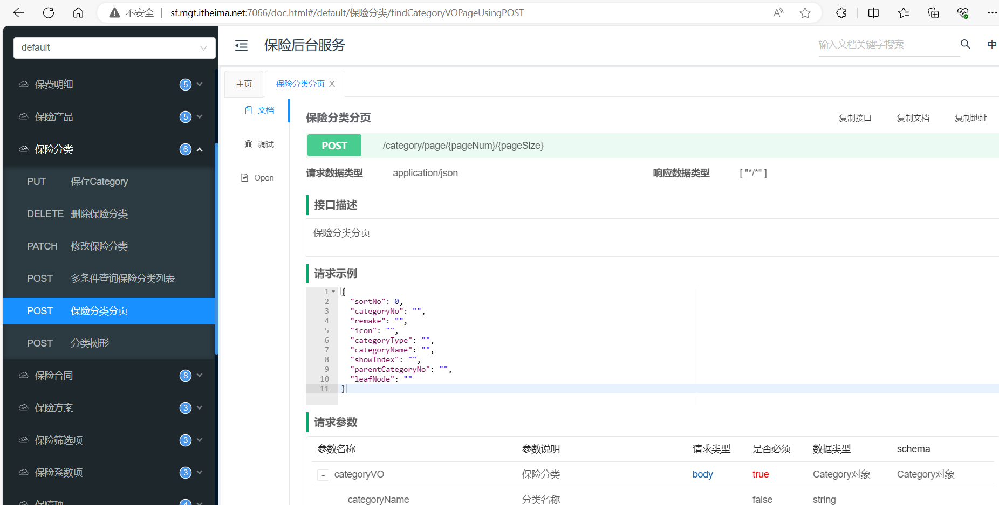 不安全 sf.mgt.itheima.net:7066/doc.html#/default/保险分类/findCategoryVOPageUsingPOST
default
保费明细 5
保险产品 5
保险分类 6
PUT 保存Category
DELETE 删除保险分类
PATCH 修改保险分类
POST 多条件查询保险分类列表
POST 保险分类分页
POST 分类树形
保险合同 8
保险方案 3
保险筛选项 3
保险系数项 3
保障项 4
保险后台服务
输入文档关键字搜索
中
主页 保险分类分页
文档
调试
Open
保险分类分页
复制接口 复制文档 复制地址
POST /category/page/{pageNum}/{pageSize}
请求数据类型 application/json 响应数据类型 [ "*/*" ]
接口描述
保险分类分页
请求示例
1 {
2 "sortNo": 0,
3 "categoryNo": "",
4 "remake": "",
5 "icon": "",
6 "categoryType": "",
7 "categoryName": "",
8 "showIndex": "",
9 "parentCategoryNo": "",
10 "leafNode": ""
11 }
请求参数
参数名称 参数说明 请求类型 是否必须 数据类型 schema
- categoryVO 保险分类 body true Category对象 Category对象
categoryName 分类名称 false string